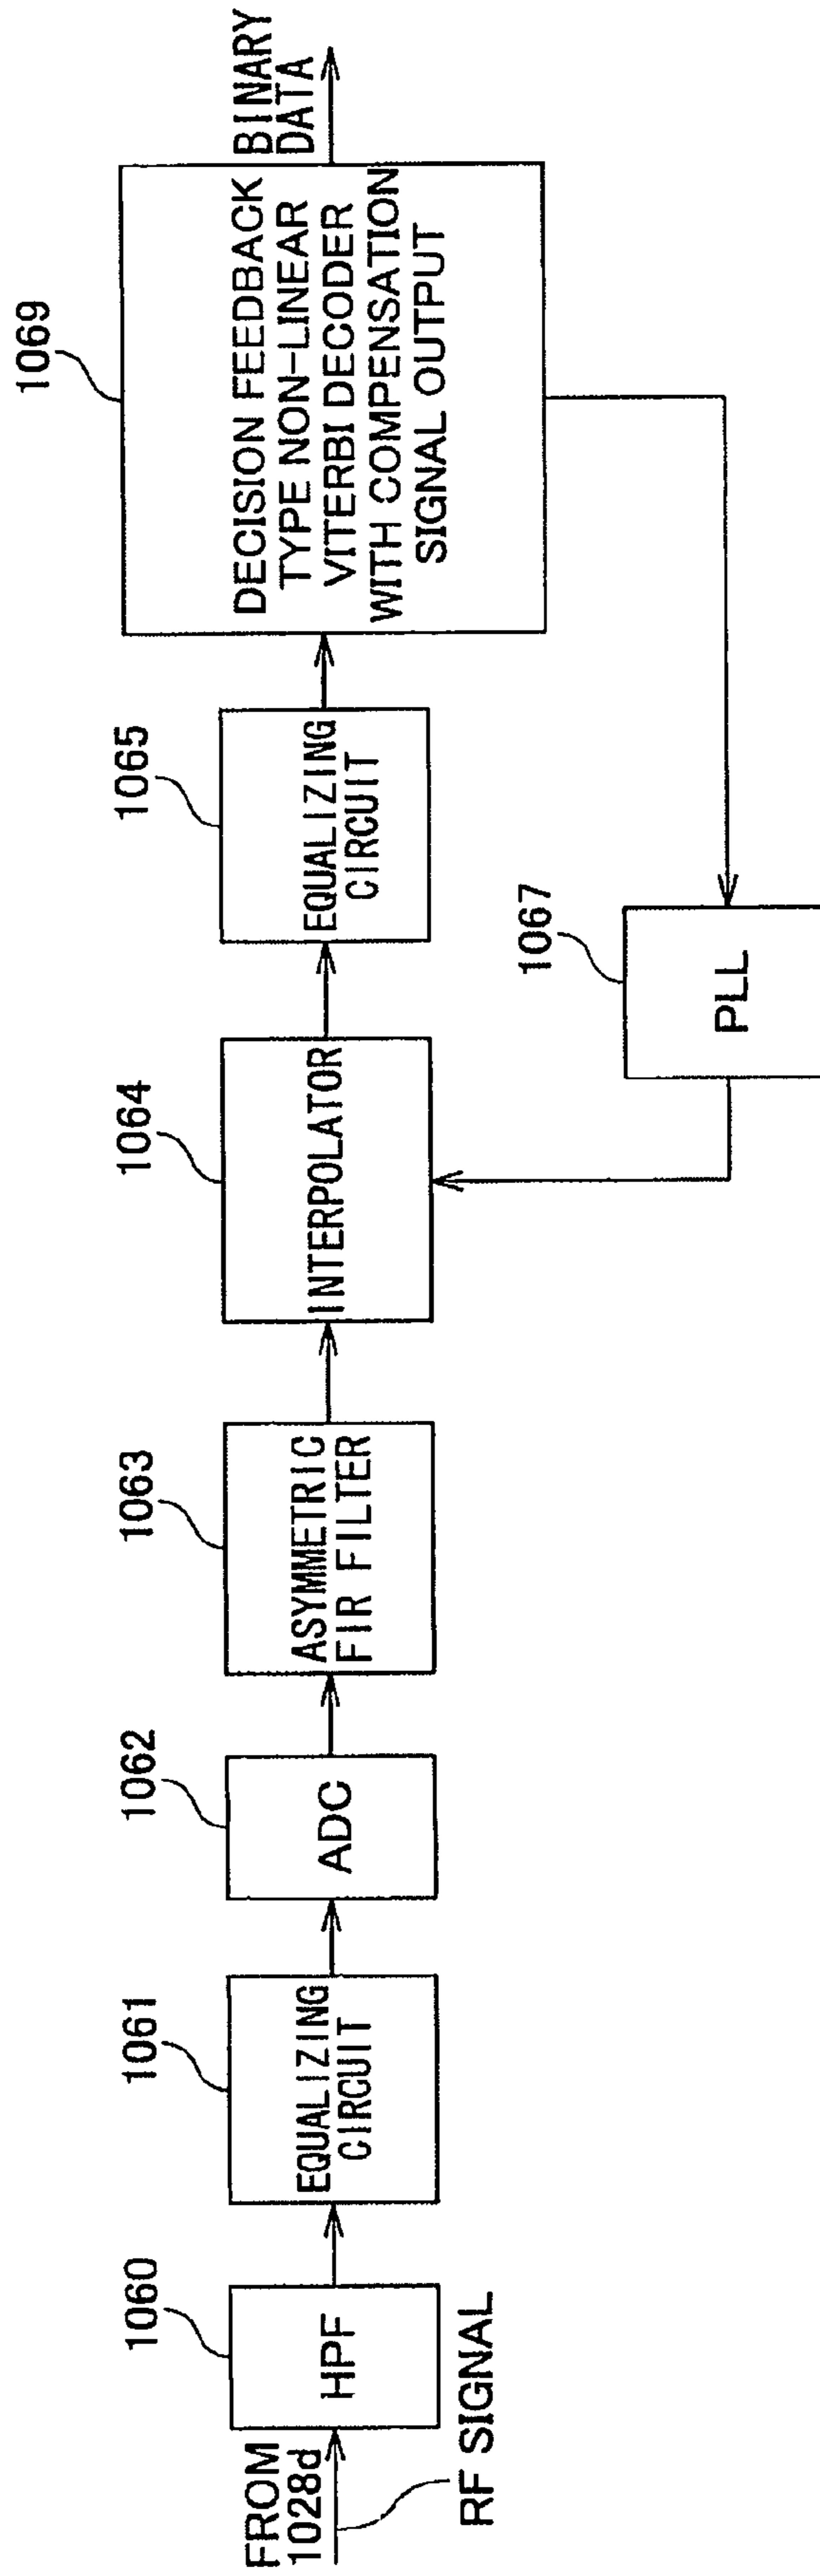 FROM
1028d
RF SIGNAL
1060
HPF
1061
EQUALIZING
CIRCUIT
1062
ADC
1063
ASYMMETRIC
FIR FILTER
1064
INTERPOLATOR
1065
EQUALIZING
CIRCUIT
1067
PLL
1069
DECISION FEEDBACK
TYPE NON-LINEAR
VITERBI DECODER
WITH COMPENSATION
SIGNAL OUTPUT
BINARY
DATA